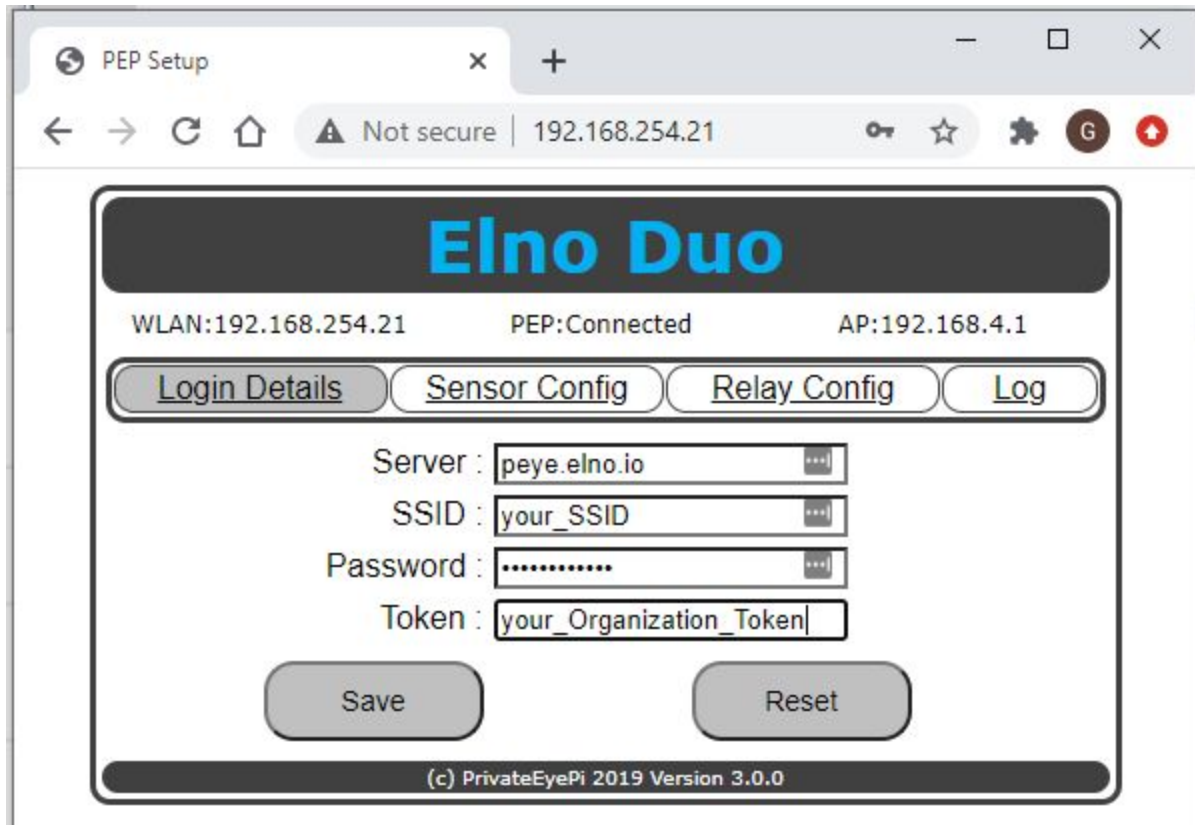 PEP Setup
Not secure | 192.168.254.21
G
Elno Duo
WLAN:192.168.254.21 PEP:Connected AP:192.168.4.1
Login Details Sensor Config Relay Config Log
Server : peye.elno.io
SSID : your_SSID
Password : ••••••••••••
Token : your_Organization_Token
Save Reset
(c) PrivateEyePi 2019 Version 3.0.0